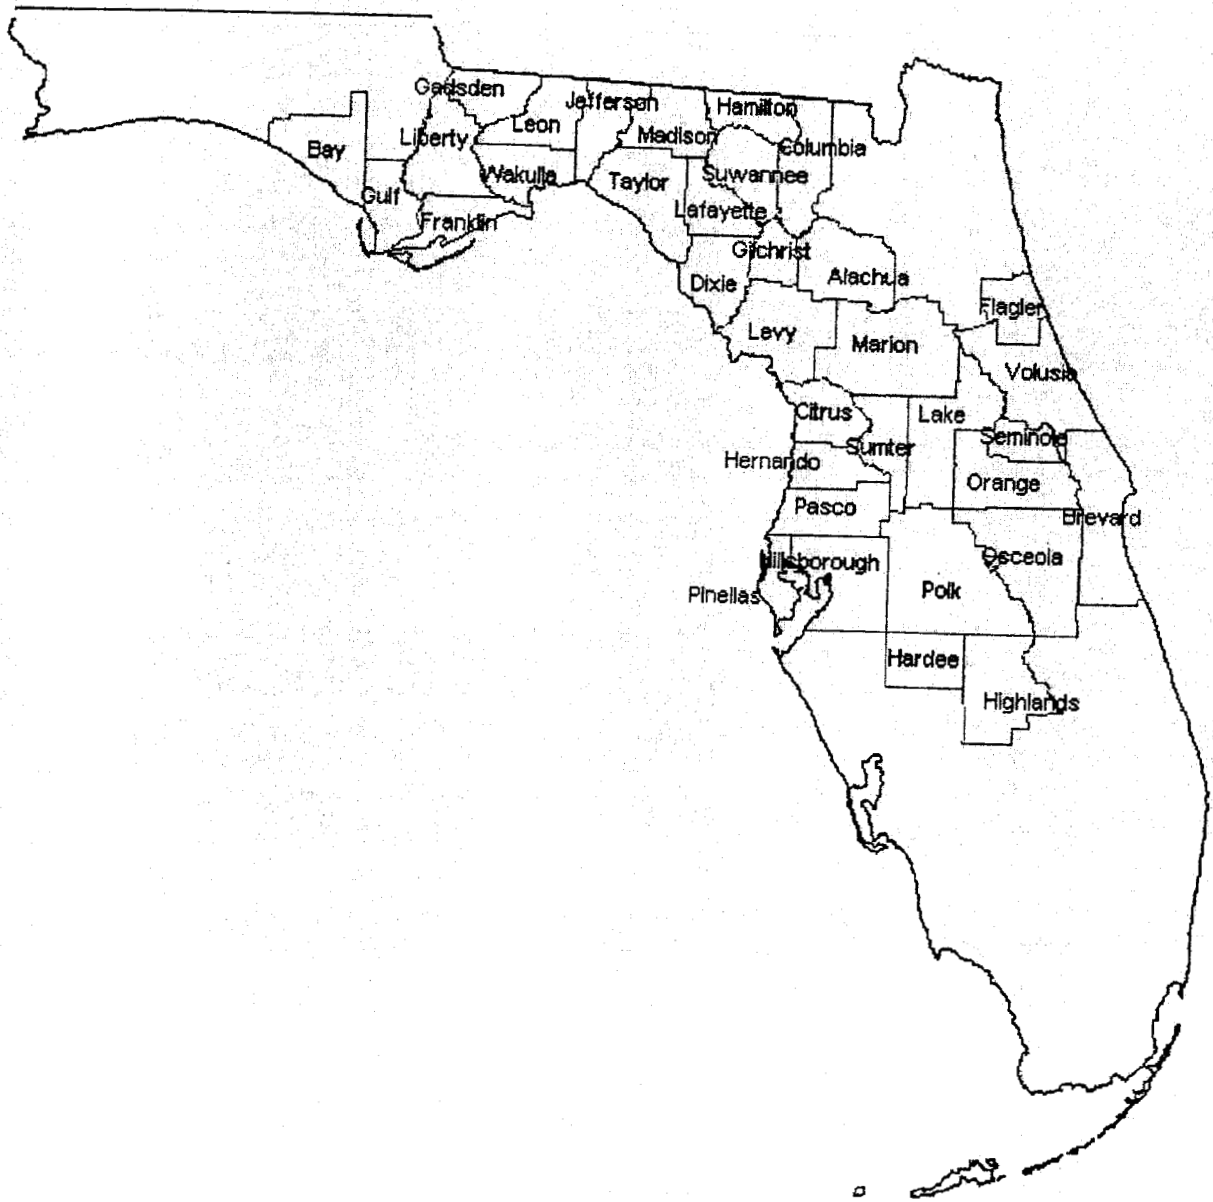 Gadsden
Jefferson
Hamilton
Leon
Liberty
Madison
Columbia
Bay
Wakulla
Suwannee
Taylor
Gulf
Lafayette
Franklin
Gilchrist
Alachua
Dixie
Flagler
Levy
Marion
Volusia
Citrus
Lake
Seminole
Sumter
Hernando
Orange
Pasco
Brevard
Osceola
Hillsborough
Polk
Pinellas
Hardee
Highlands